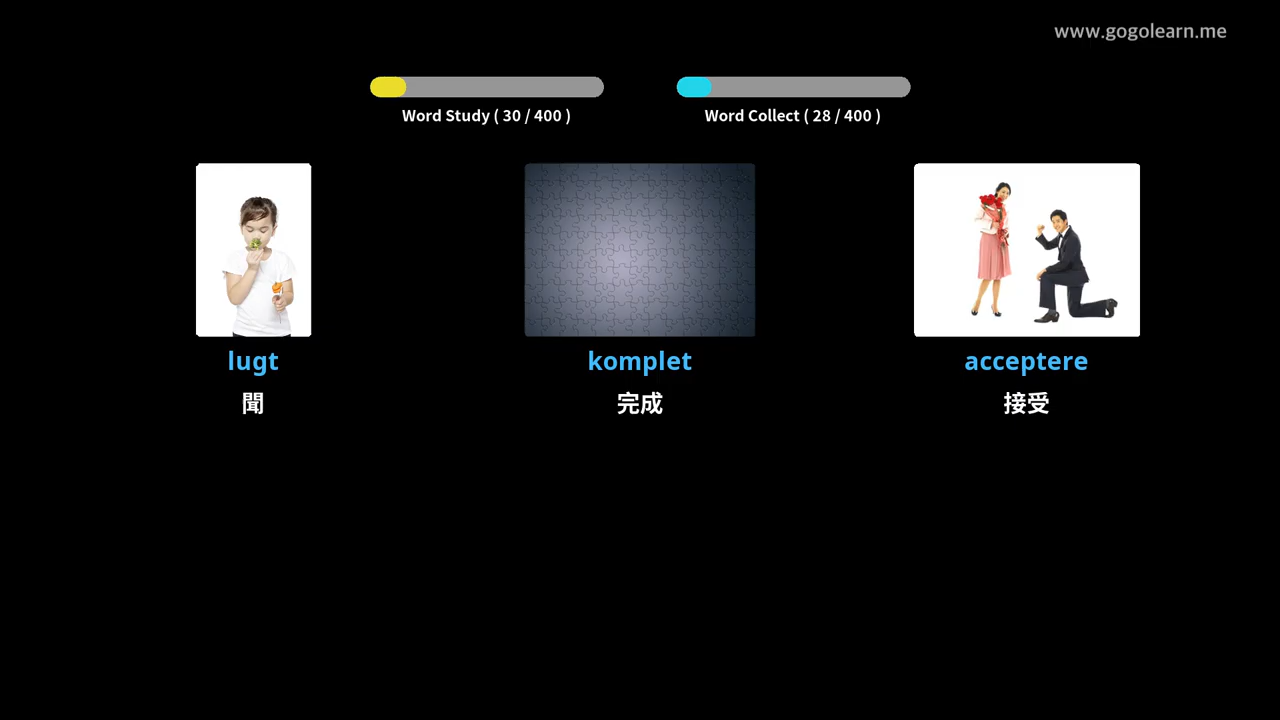 www.gogolearn.me
Word Study ( 30 / 400 )
Word Collect ( 28 / 400 )
lugt
komplet
acceptere
聞
完成
接受